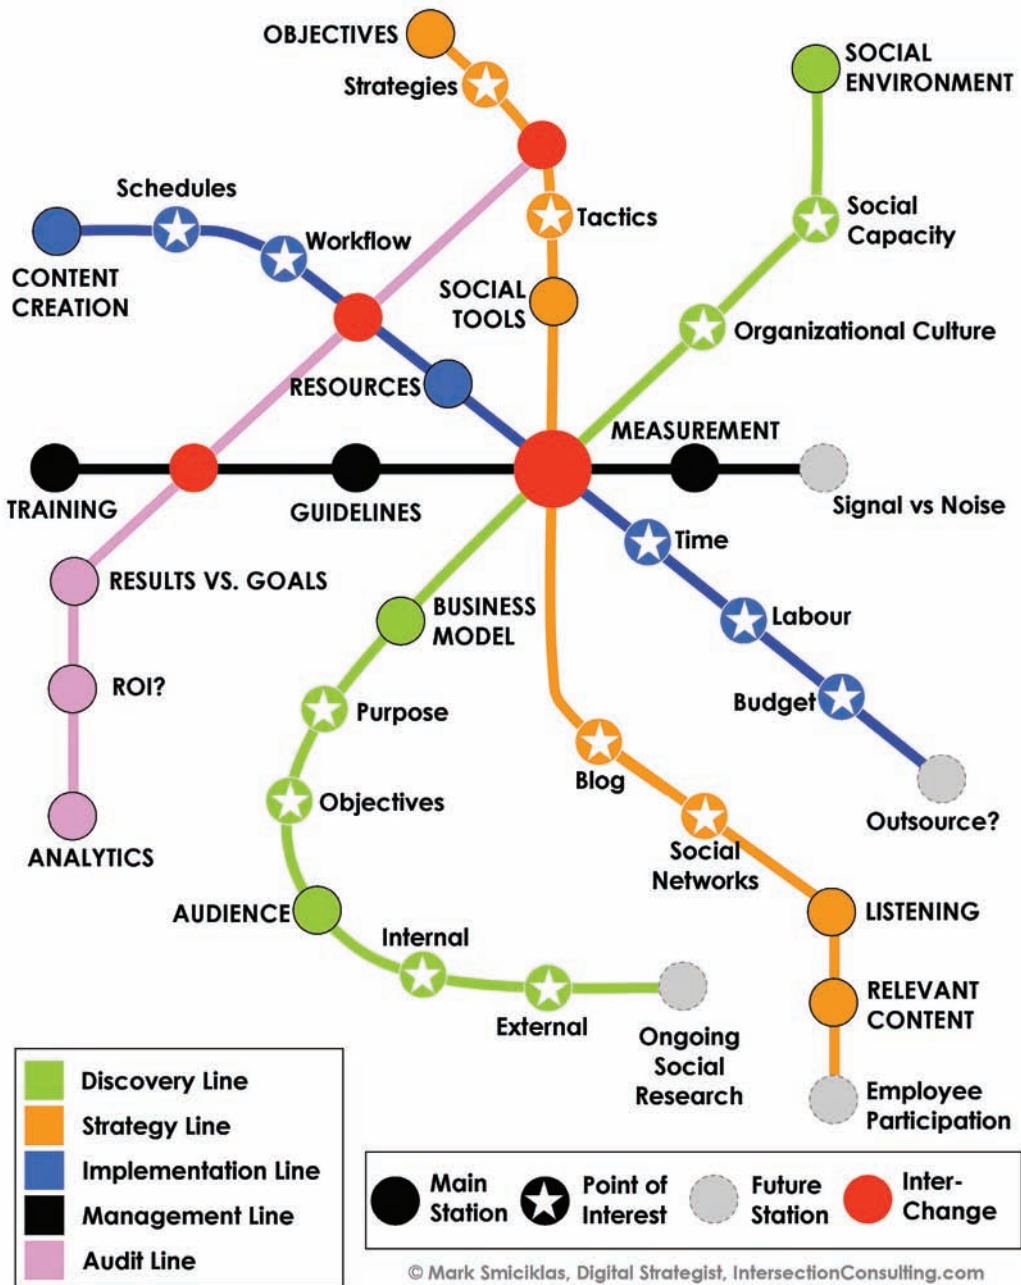 OBJECTIVES
Strategies
SOCIAL
ENVIRONMENT
Schedules
Workflow
Tactics
Social
Capacity
CONTENT
CREATION
SOCIAL
TOOLS
Organizational Culture
RESOURCES
MEASUREMENT
TRAINING
GUIDELINES
Signal vs Noise
Time
RESULTS VS. GOALS
BUSINESS
MODEL
Labour
ROI?
Purpose
Budget
Blog
Objectives
Outsource?
ANALYTICS
Social
Networks
AUDIENCE
LISTENING
Internal
External
RELEVANT
CONTENT
Ongoing
Social
Research
Employee
Participation
Discovery Line
Strategy Line
Implementation Line
Management Line
Audit Line
Main
Station
Point of
Interest
Future
Station
Inter-
Change
© Mark Smiciklas, Digital Strategist, IntersectionConsulting.com